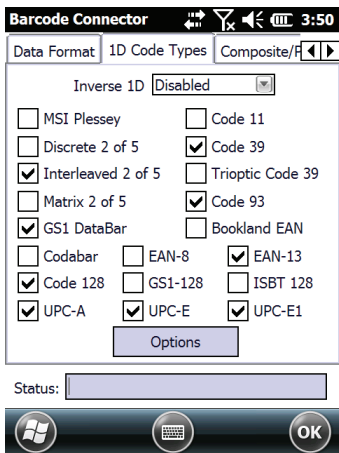 Barcode Connector 3:50
Data Format 1D Code Types Composite/F
Inverse 1D Disabled
MSI Plessey Code 11
Discrete 2 of 5 Code 39
Interleaved 2 of 5 Trioptic Code 39
Matrix 2 of 5 Code 93
GS1 DataBar Bookland EAN
Codabar EAN-8 EAN-13
Code 128 GS1-128 ISBT 128
UPC-A UPC-E UPC-E1
Options
Status:
OK